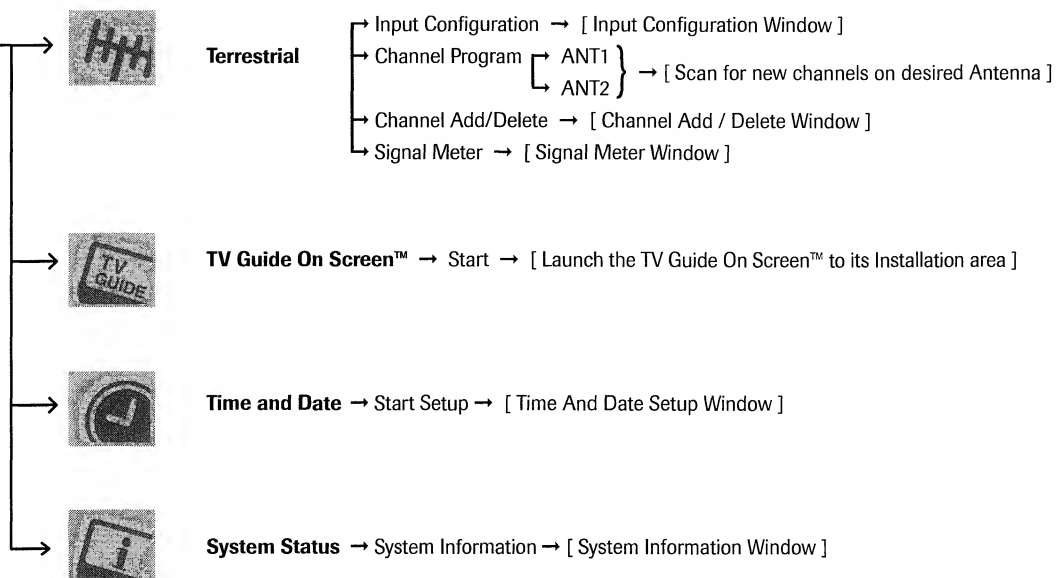 Terrestrial
Input Configuration → [ Input Configuration Window ]
Channel Program → ANT1
→ ANT2 } → [ Scan for new channels on desired Antenna ]
Channel Add/Delete → [ Channel Add / Delete Window ]
Signal Meter → [ Signal Meter Window ]
TV
GUIDE
TV Guide On Screen™ → Start → [ Launch the TV Guide On Screen™ to its Installation area ]
Time and Date → Start Setup → [ Time And Date Setup Window ]
i
System Status → System Information → [ System Information Window ]